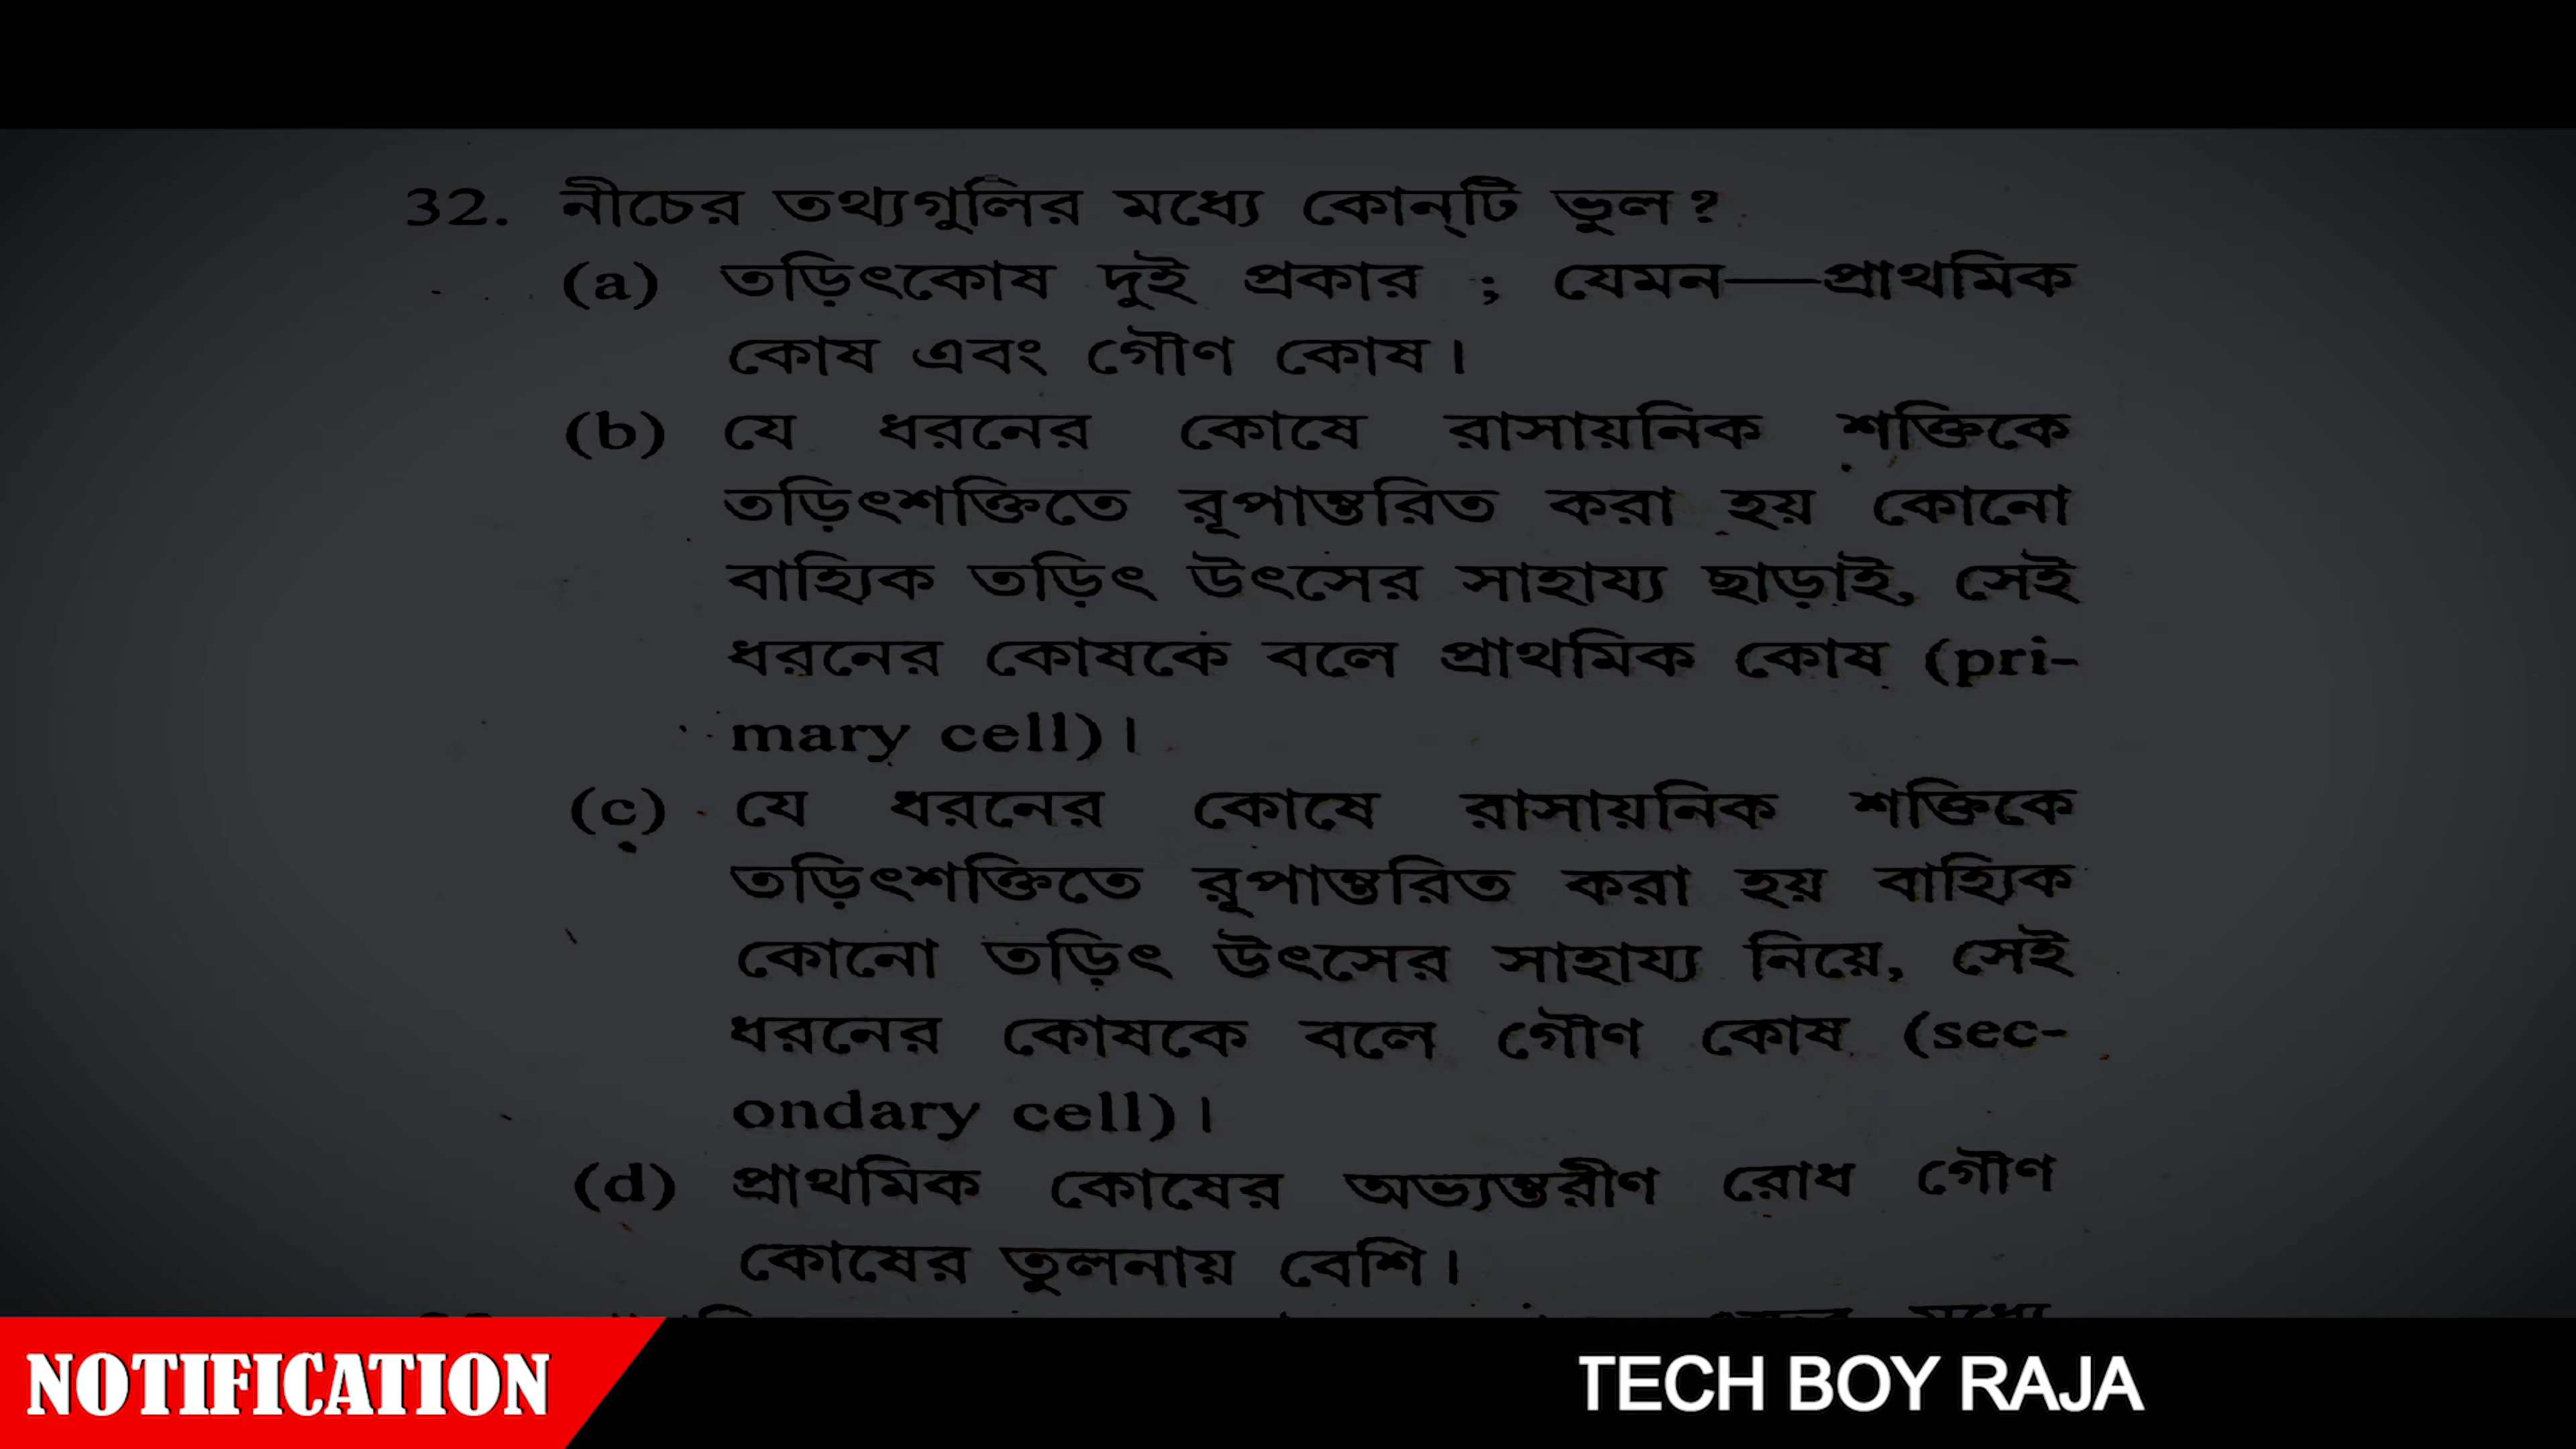 32. নীচের তথ্যগুলির মধ্যে কোন্‌টি ভুল ?
(a) তড়িৎকোষ দুই প্রকার ; যেমন—প্রাথমিক
কোষ এবং গৌণ কোষ।
(b) যে ধরনের কোষে রাসায়নিক শক্তিকে
তড়িৎশক্তিতে রূপান্তরিত করা হয় কোনো
বাহ্যিক তড়িৎ উৎসের সাহায্য ছাড়াই, সেই
ধরনের কোষকে বলে প্রাথমিক কোষ (pri-
mary cell)।
(c) যে ধরনের কোষে রাসায়নিক শক্তিকে
তড়িৎশক্তিতে রূপান্তরিত করা হয় বাহ্যিক
কোনো তড়িৎ উৎসের সাহায্য নিয়ে, সেই
ধরনের কোষকে বলে গৌণ কোষ (sec-
ondary cell)।
(d) প্রাথমিক কোষের অভ্যন্তরীণ রোধ গৌণ
কোষের তুলনায় বেশি।
মধ্যে
NOTIFICATION
TECH BOY RAJA